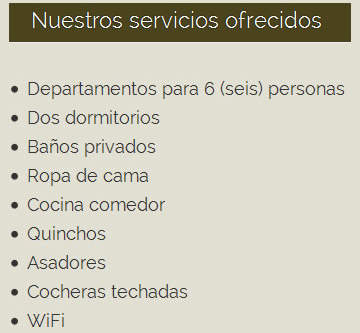 Nuestros servicios ofrecidos
• Departamentos para 6 (seis) personas
• Dos dormitorios
• Baños privados
• Ropa de cama
• Cocina comedor
• Quinchos
• Asadores
• Cocheras techadas
• WiFi